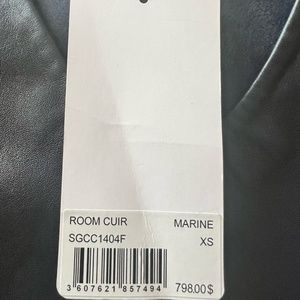 ROOM CUIR MARINE
SGCC1404F XS
3 607621 857494 798.00$